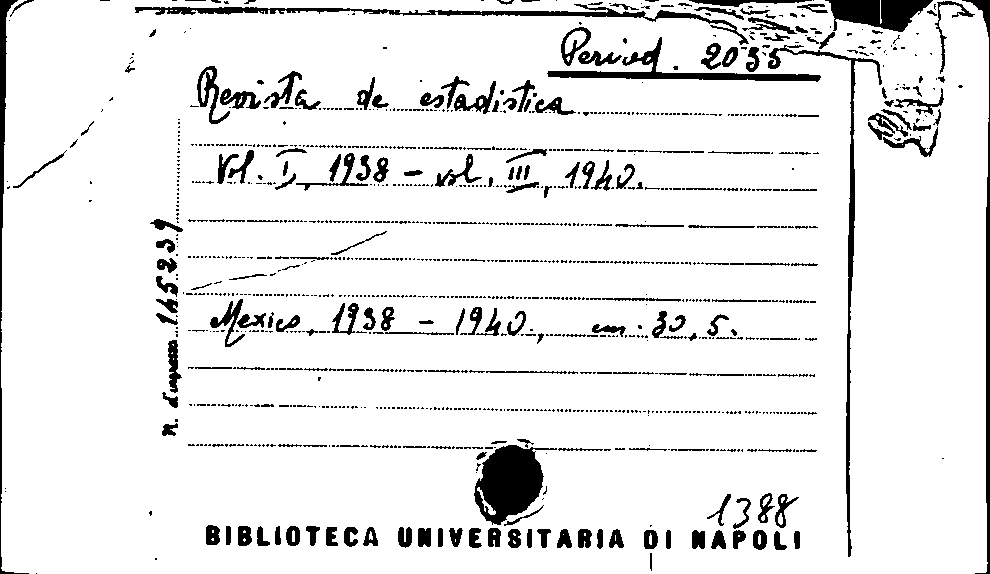 Period. 2035
Revista de estadistica.
Vol. I, 1938 - vol. III, 1940.
n. d'ingresso 145239
Mexico, 1938 - 1940, cm. 30,5.
1388
BIBLIOTECA UNIVERSITARIA DI NAPOLI